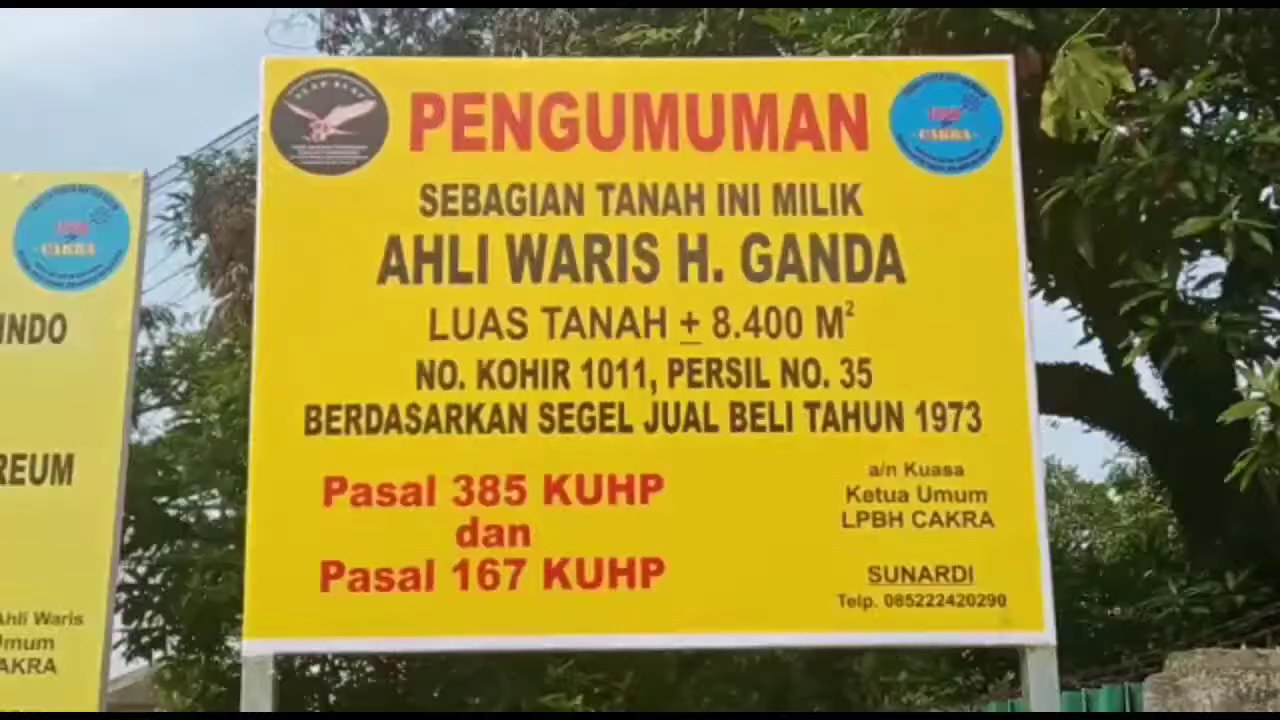 PENGUMUMAN
CAKRA
SEBAGIAN TANAH INI MILIK
AHLI WARIS H. GANDA
LUAS TANAH ± 8.400 M²
NO. KOHIR 1011, PERSIL NO. 35
BERDASARKAN SEGEL JUAL BELI TAHUN 1973
Pasal 385 KUHP
dan
Pasal 167 KUHP
a/n Kuasa
Ketua Umum
LPBH CAKRA
SUNARDI
Telp. 085222420290
CAKRA
INDO
REUM
Ahli Waris
Umum
CAKRA